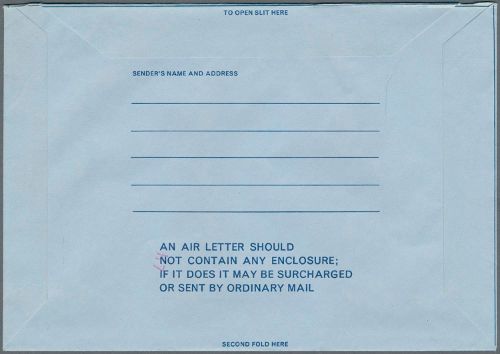 TO OPEN SLIT HERE
SENDER'S NAME AND ADDRESS
AN AIR LETTER SHOULD
NOT CONTAIN ANY ENCLOSURE;
IF IT DOES IT MAY BE SURCHARGED
OR SENT BY ORDINARY MAIL
SECOND FOLD HERE